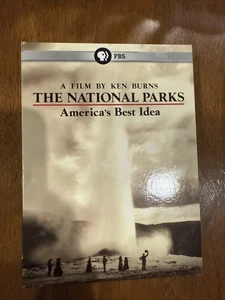 PBS
A FILM BY KEN BURNS
THE NATIONAL PARKS
America's Best Idea